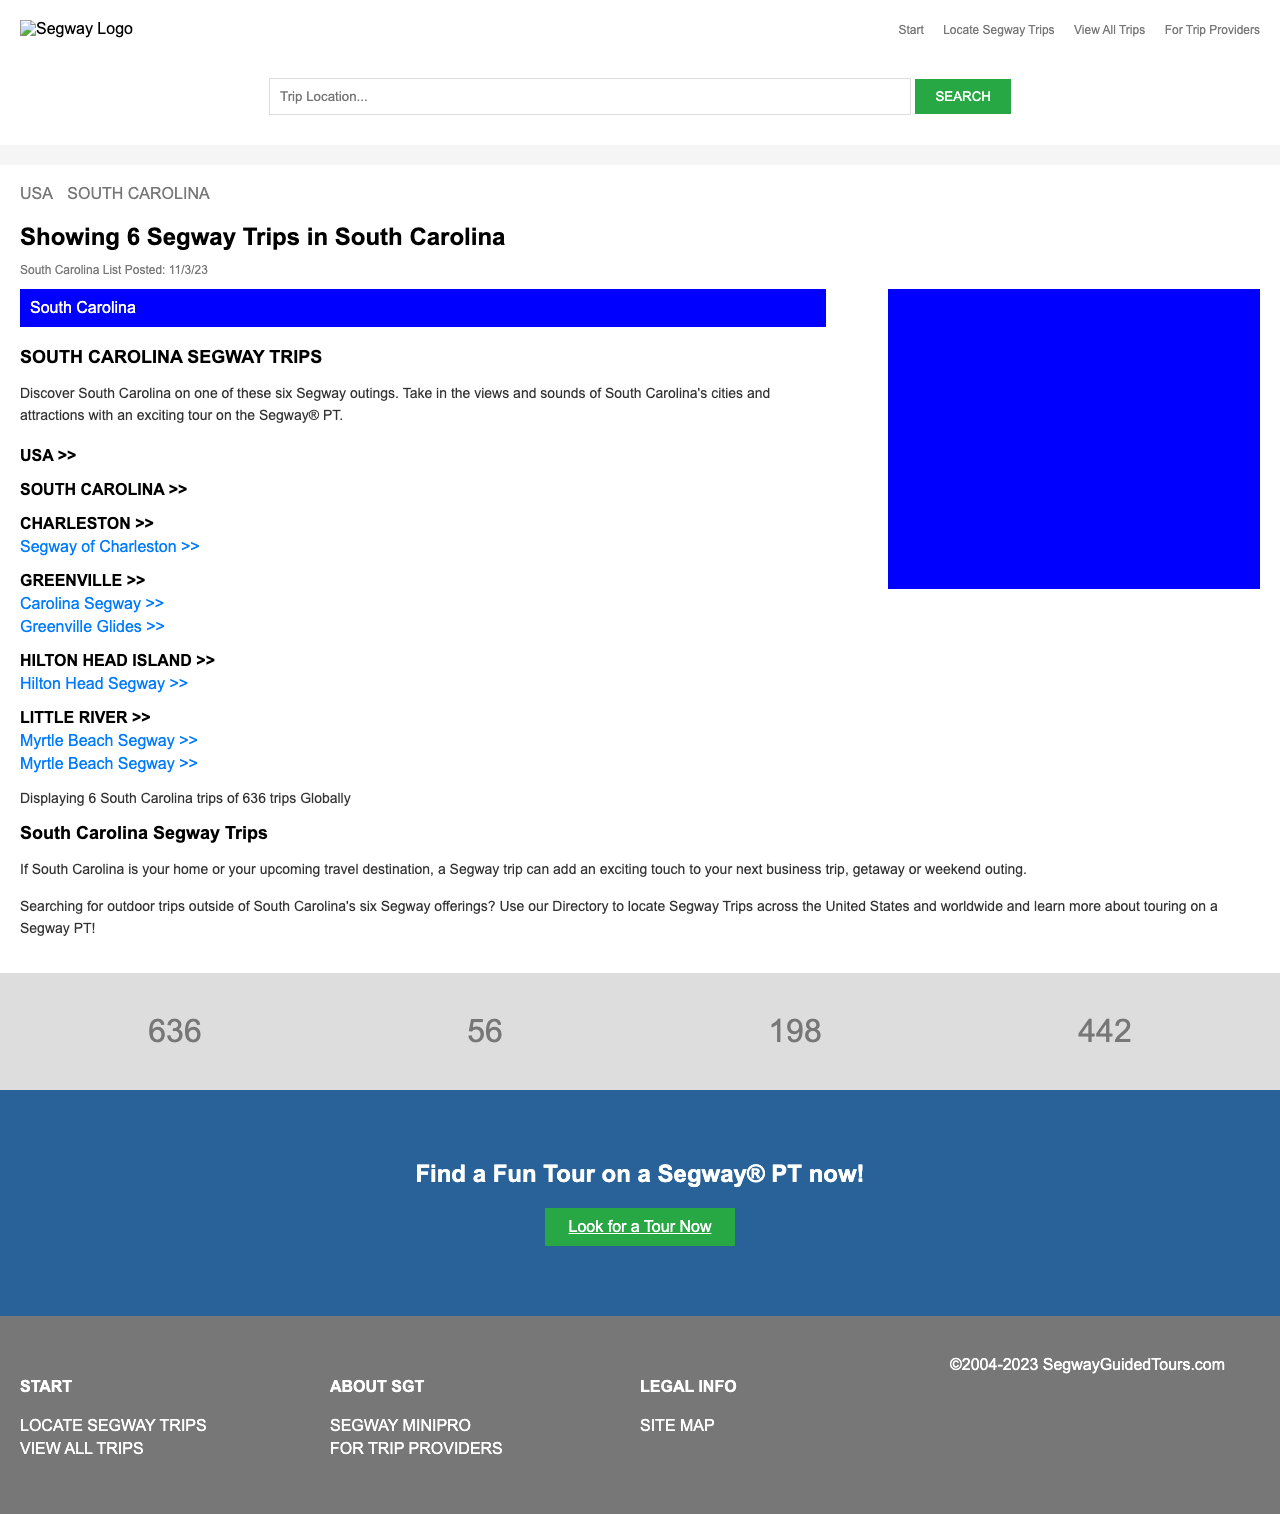 Segway Logo
Start
Locate Segway Trips
View All Trips
For Trip Providers
Trip Location...
SEARCH
USA SOUTH CAROLINA
Showing 6 Segway Trips in South Carolina
South Carolina List Posted: 11/3/23
South Carolina
SOUTH CAROLINA SEGWAY TRIPS
Discover South Carolina on one of these six Segway outings. Take in the views and sounds of South Carolina's cities and
attractions with an exciting tour on the Segway® PT.
USA >>
SOUTH CAROLINA >>
CHARLESTON >>
Segway of Charleston >>
GREENVILLE >>
Carolina Segway >>
Greenville Glides >>
HILTON HEAD ISLAND >>
Hilton Head Segway >>
LITTLE RIVER >>
Myrtle Beach Segway >>
Myrtle Beach Segway >>
Displaying 6 South Carolina trips of 636 trips Globally
South Carolina Segway Trips
If South Carolina is your home or your upcoming travel destination, a Segway trip can add an exciting touch to your next business trip, getaway or weekend outing.
Searching for outdoor trips outside of South Carolina's six Segway offerings? Use our Directory to locate Segway Trips across the United States and worldwide and learn more about touring on a
Segway PT!
636
56
198
442
Find a Fun Tour on a Segway® PT now!
Look for a Tour Now
START
LOCATE SEGWAY TRIPS
VIEW ALL TRIPS
ABOUT SGT
SEGWAY MINIPRO
FOR TRIP PROVIDERS
LEGAL INFO
SITE MAP
©2004-2023 SegwayGuidedTours.com